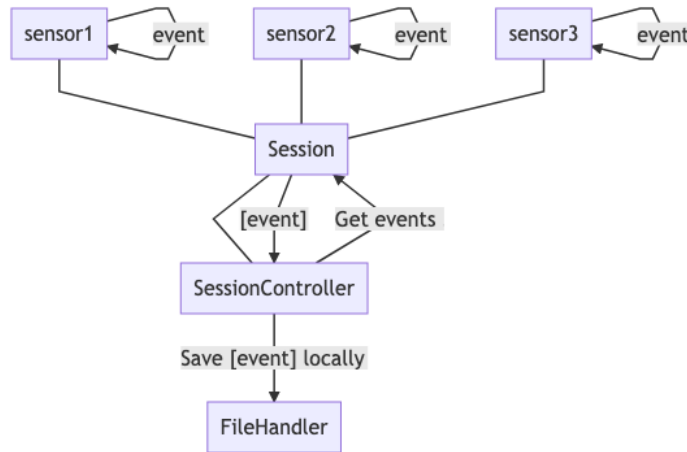 sensor1
event
sensor2
event
sensor3
event
Session
[event]
Get events
SessionController
Save [event] locally
FileHandler